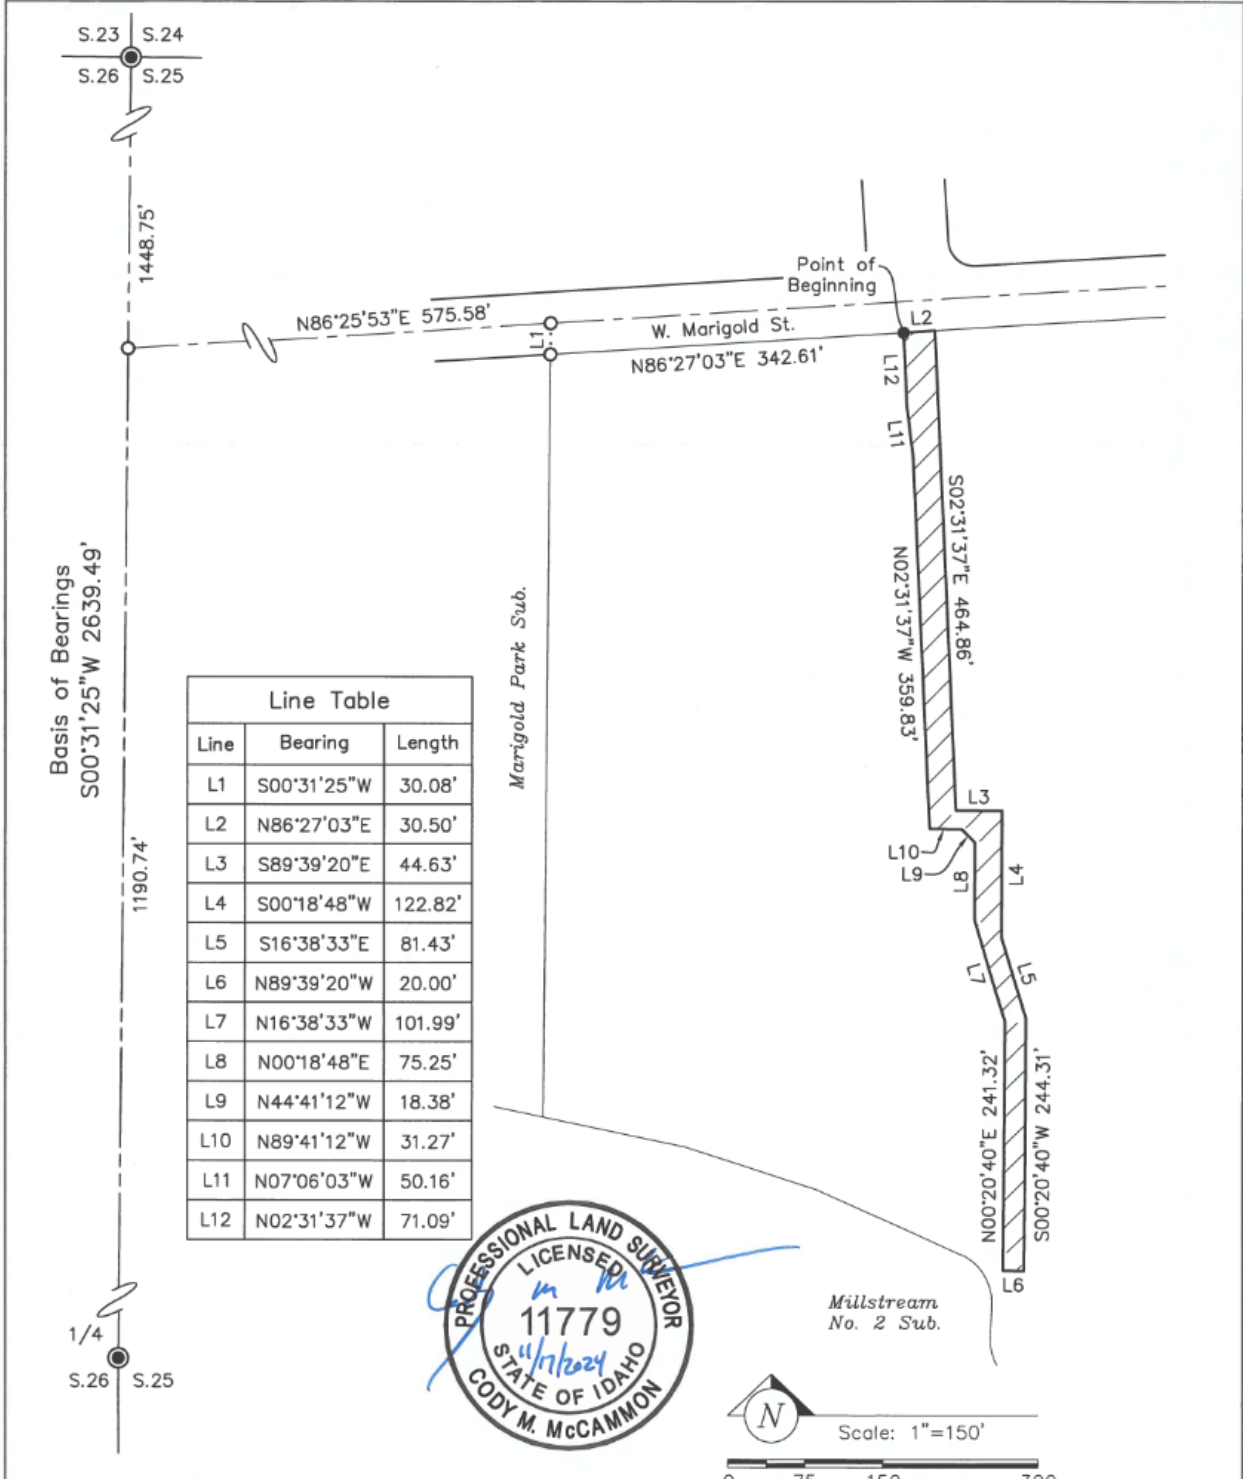 S.23 S.24
S.26 S.25
1448.75'
N86°25'53"E 575.58'
L1
W. Marigold St.
N86°27'03"E 342.61'
Point of
Beginning
L2
L12
L11
S02°31'37"E 464.86'
N02°31'37"W 359.83'
Basis of Bearings
S00°31'25"W 2639.49'
1190.74'
Marigold Park Sub.
Line Table
Line Bearing Length
L1 S00°31'25"W 30.08'
L2 N86°27'03"E 30.50'
L3 S89°39'20"E 44.63'
L4 S00°18'48"W 122.82'
L5 S16°38'33"E 81.43'
L6 N89°39'20"W 20.00'
L7 N16°38'33"W 101.99'
L8 N00°18'48"E 75.25'
L9 N44°41'12"W 18.38'
L10 N89°41'12"W 31.27'
L11 N07°06'03"W 50.16'
L12 N02°31'37"W 71.09'
L3
L10
L9
L8
L4
L7
L5
N00°20'40"E 241.32'
S00°20'40"W 244.31'
L6
Millstream
No. 2 Sub.
PROFESSIONAL LAND SURVEYOR
LICENSED
11779
11/17/2024
STATE OF IDAHO
CODY M. McCAMMON
1/4
S.26 S.25
N
Scale: 1"=150'
0 75 150 300